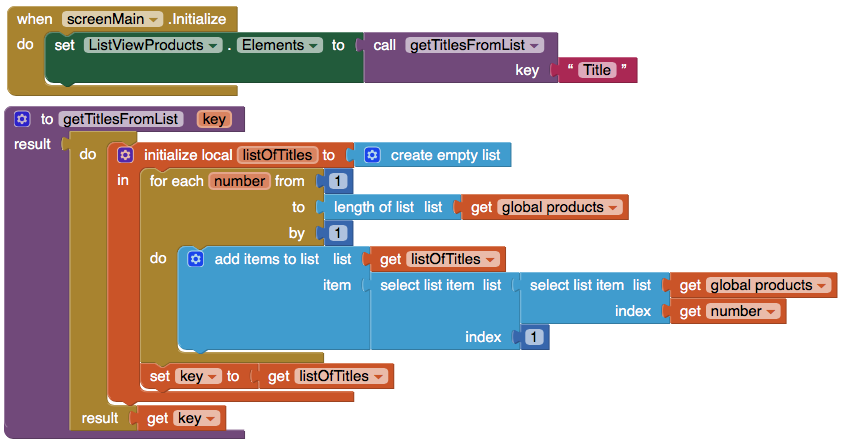 when screenMain .Initialize
do set ListViewProducts . Elements to call getTitlesFromList
key " Title "
to getTitlesFromList key
result
do initialize local listOfTitles to create empty list
in for each number from 1
to length of list list get global products
by 1
do add items to list list get listOfTitles
item select list item list select list item list get global products
index get number
index 1
set key to get listOfTitles
result get key